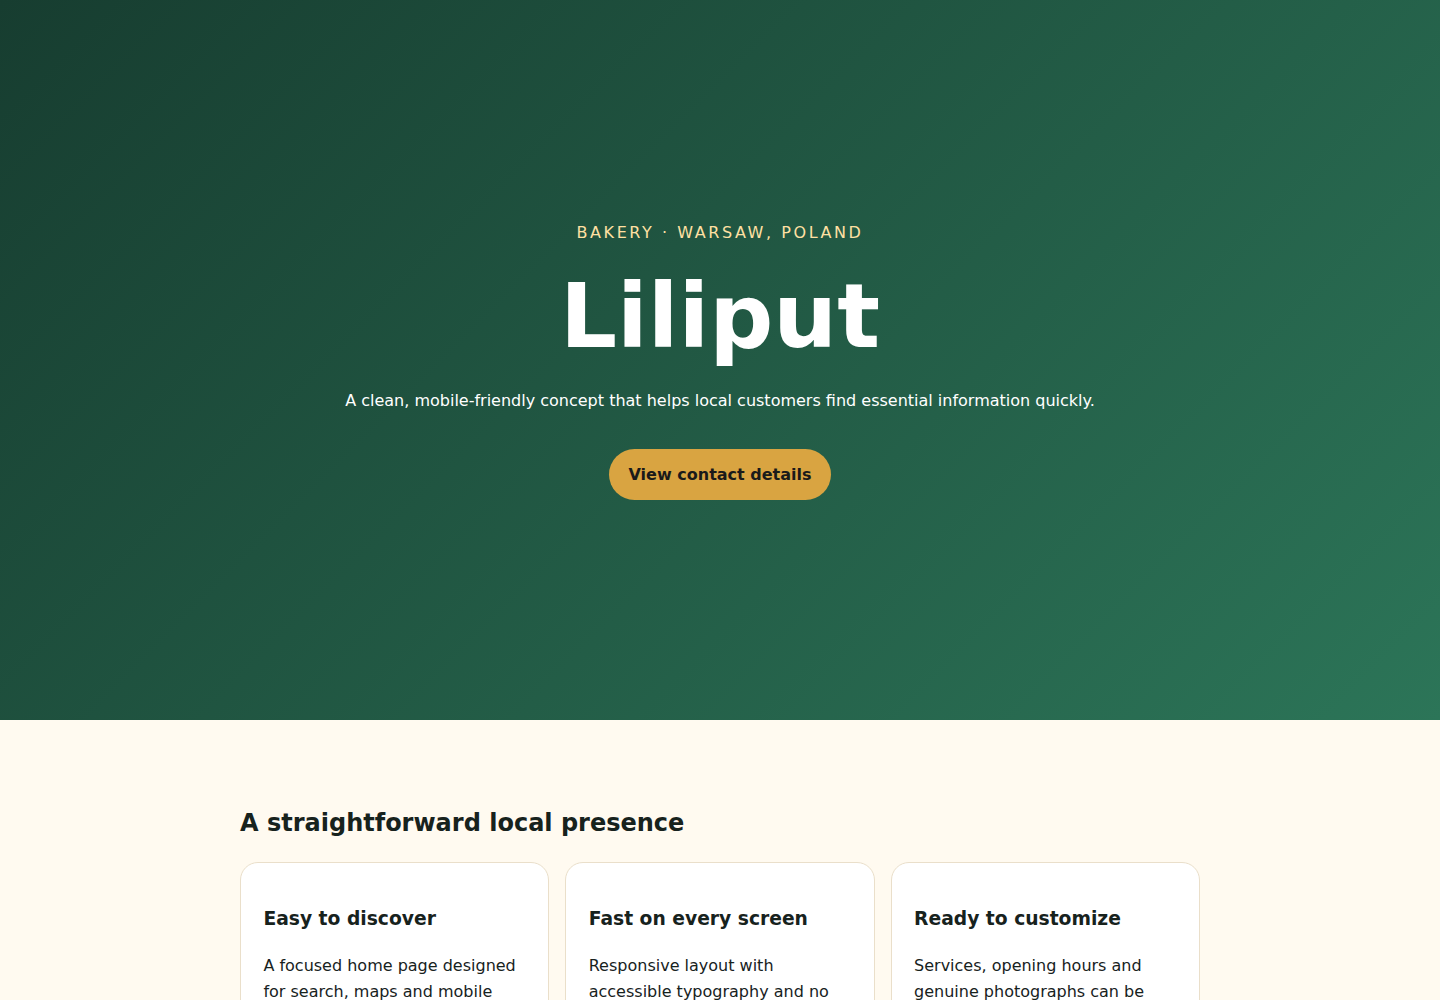 BAKERY · WARSAW, POLAND
Liliput
A clean, mobile-friendly concept that helps local customers find essential information quickly.
View contact details
A straightforward local presence
Easy to discover
A focused home page designed
for search, maps and mobile
Fast on every screen
Responsive layout with
accessible typography and no
Ready to customize
Services, opening hours and
genuine photographs can be